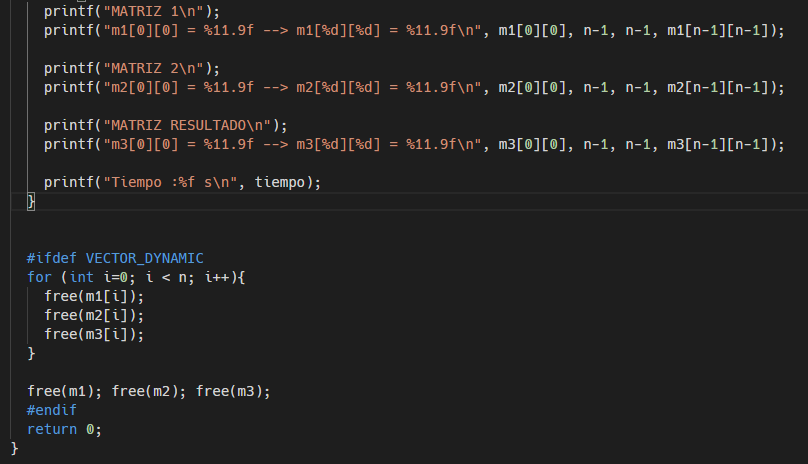 printf("MATRIZ 1\n");
printf("m1[0][0] = %11.9f --> m1[%d][%d] = %11.9f\n", m1[0][0], n-1, n-1, m1[n-1][n-1]);
printf("MATRIZ 2\n");
printf("m2[0][0] = %11.9f --> m2[%d][%d] = %11.9f\n", m2[0][0], n-1, n-1, m2[n-1][n-1]);
printf("MATRIZ RESULTADO\n");
printf("m3[0][0] = %11.9f --> m3[%d][%d] = %11.9f\n", m3[0][0], n-1, n-1, m3[n-1][n-1]);
printf("Tiempo :%f s\n", tiempo);
}
#ifdef VECTOR_DYNAMIC
for (int i=0; i < n; i++){
free(m1[i]);
free(m2[i]);
free(m3[i]);
}
free(m1); free(m2); free(m3);
#endif
return 0;
}